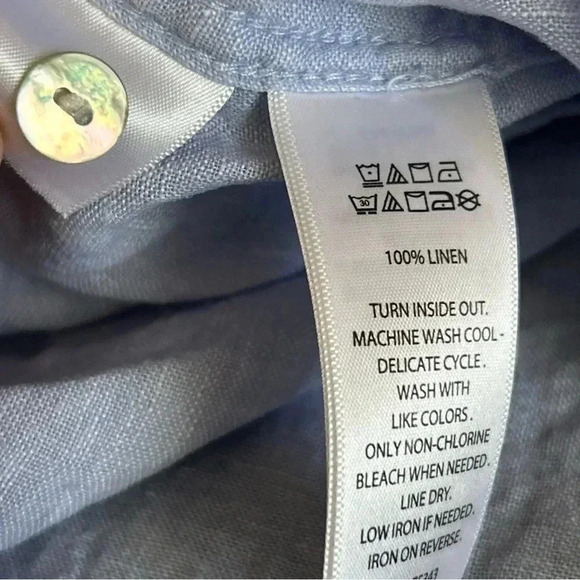 30
100% LINEN
TURN INSIDE OUT.
MACHINE WASH COOL -
DELICATE CYCLE.
WASH WITH
LIKE COLORS.
ONLY NON-CHLORINE
BLEACH WHEN NEEDED.
LINE DRY.
LOW IRON IF NEEDED.
IRON ON REVERSE.